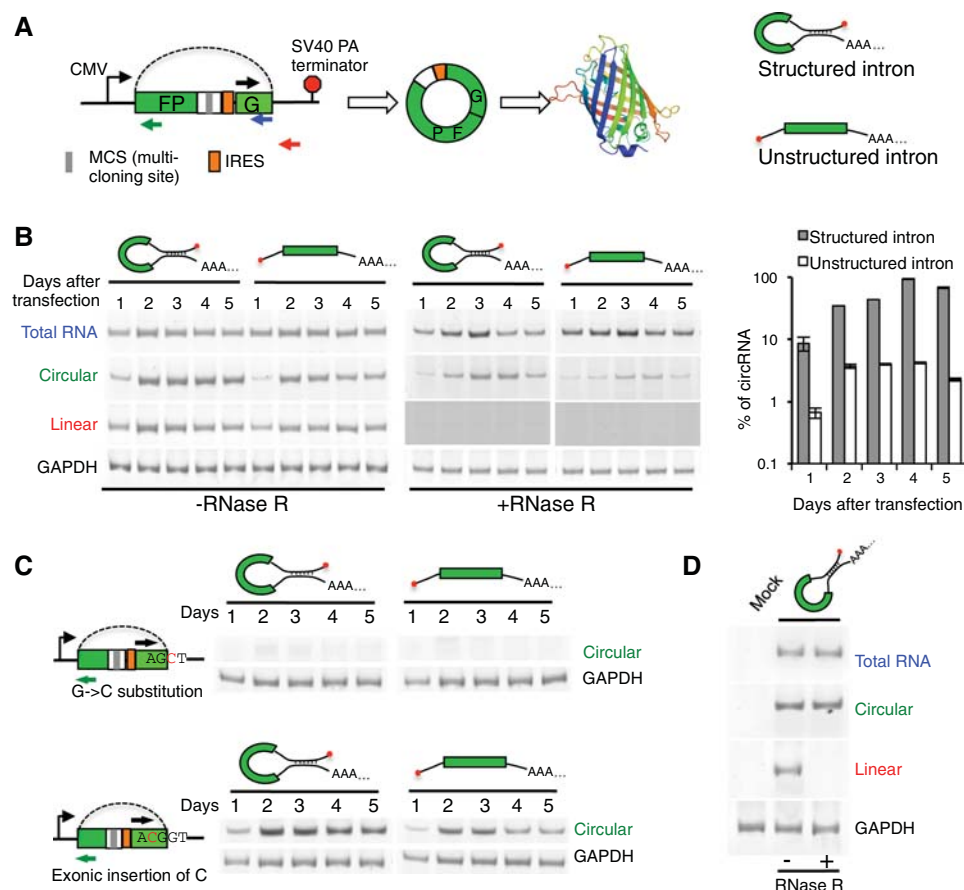 A
CMV
SV40 PA
terminator
FP
G
MCS (multi-
cloning site)
IRES
G
F
P
AAA...
Structured intron
AAA...
Unstructured intron
B
AAA...
AAA...
AAA...
AAA...
Days after
transfection
1 2 3 4 5 1 2 3 4 5
1 2 3 4 5 1 2 3 4 5
Total RNA
Circular
Linear
GAPDH
-RNase R
+RNase R
Structured intron
Unstructured intron
% of circRNA
100
10
1
0.1
1 2 3 4 5
Days after transfection
C
AAA...
AAA...
Days 1 2 3 4 5 1 2 3 4 5
AGCT
G->C substitution
Circular
GAPDH
AAA...
AAA...
Days 1 2 3 4 5 1 2 3 4 5
ACGGT
Exonic insertion of C
Circular
GAPDH
D
Mock
AAA...
Total RNA
Circular
Linear
GAPDH
- +
RNase R